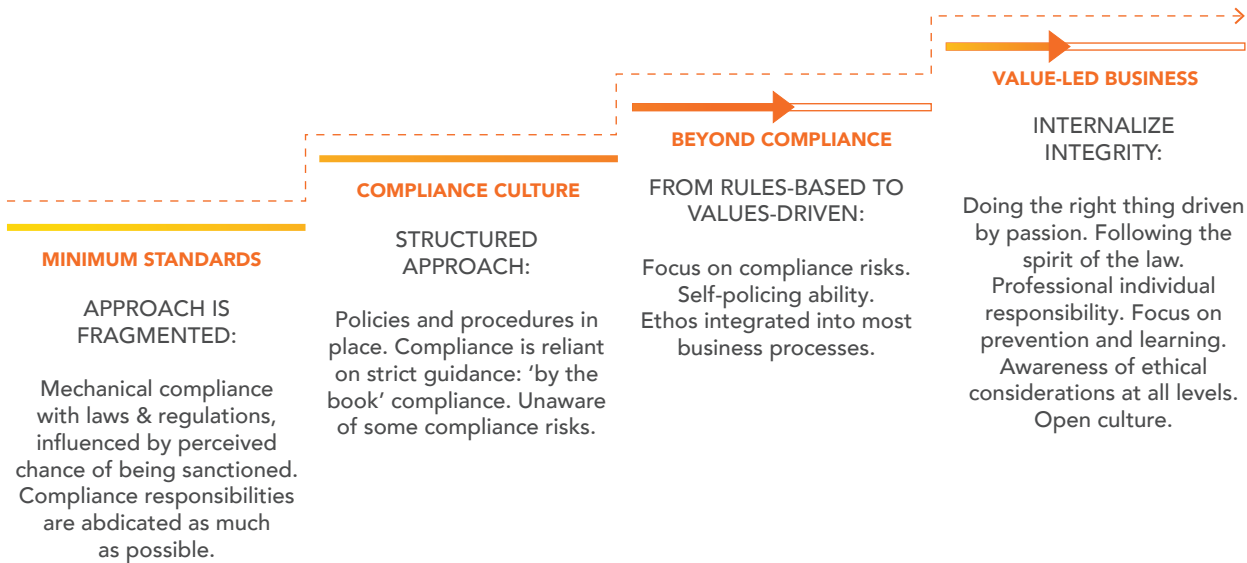 MINIMUM STANDARDS
APPROACH IS
FRAGMENTED:
Mechanical compliance
with laws & regulations,
influenced by perceived
chance of being sanctioned.
Compliance responsibilities
are abdicated as much
as possible.
COMPLIANCE CULTURE
STRUCTURED
APPROACH:
Policies and procedures in
place. Compliance is reliant
on strict guidance: ‘by the
book’ compliance. Unaware
of some compliance risks.
BEYOND COMPLIANCE
FROM RULES-BASED TO
VALUES-DRIVEN:
Focus on compliance risks.
Self-policing ability.
Ethos integrated into most
business processes.
VALUE-LED BUSINESS
INTERNALIZE
INTEGRITY:
Doing the right thing driven
by passion. Following the
spirit of the law.
Professional individual
responsibility. Focus on
prevention and learning.
Awareness of ethical
considerations at all levels.
Open culture.